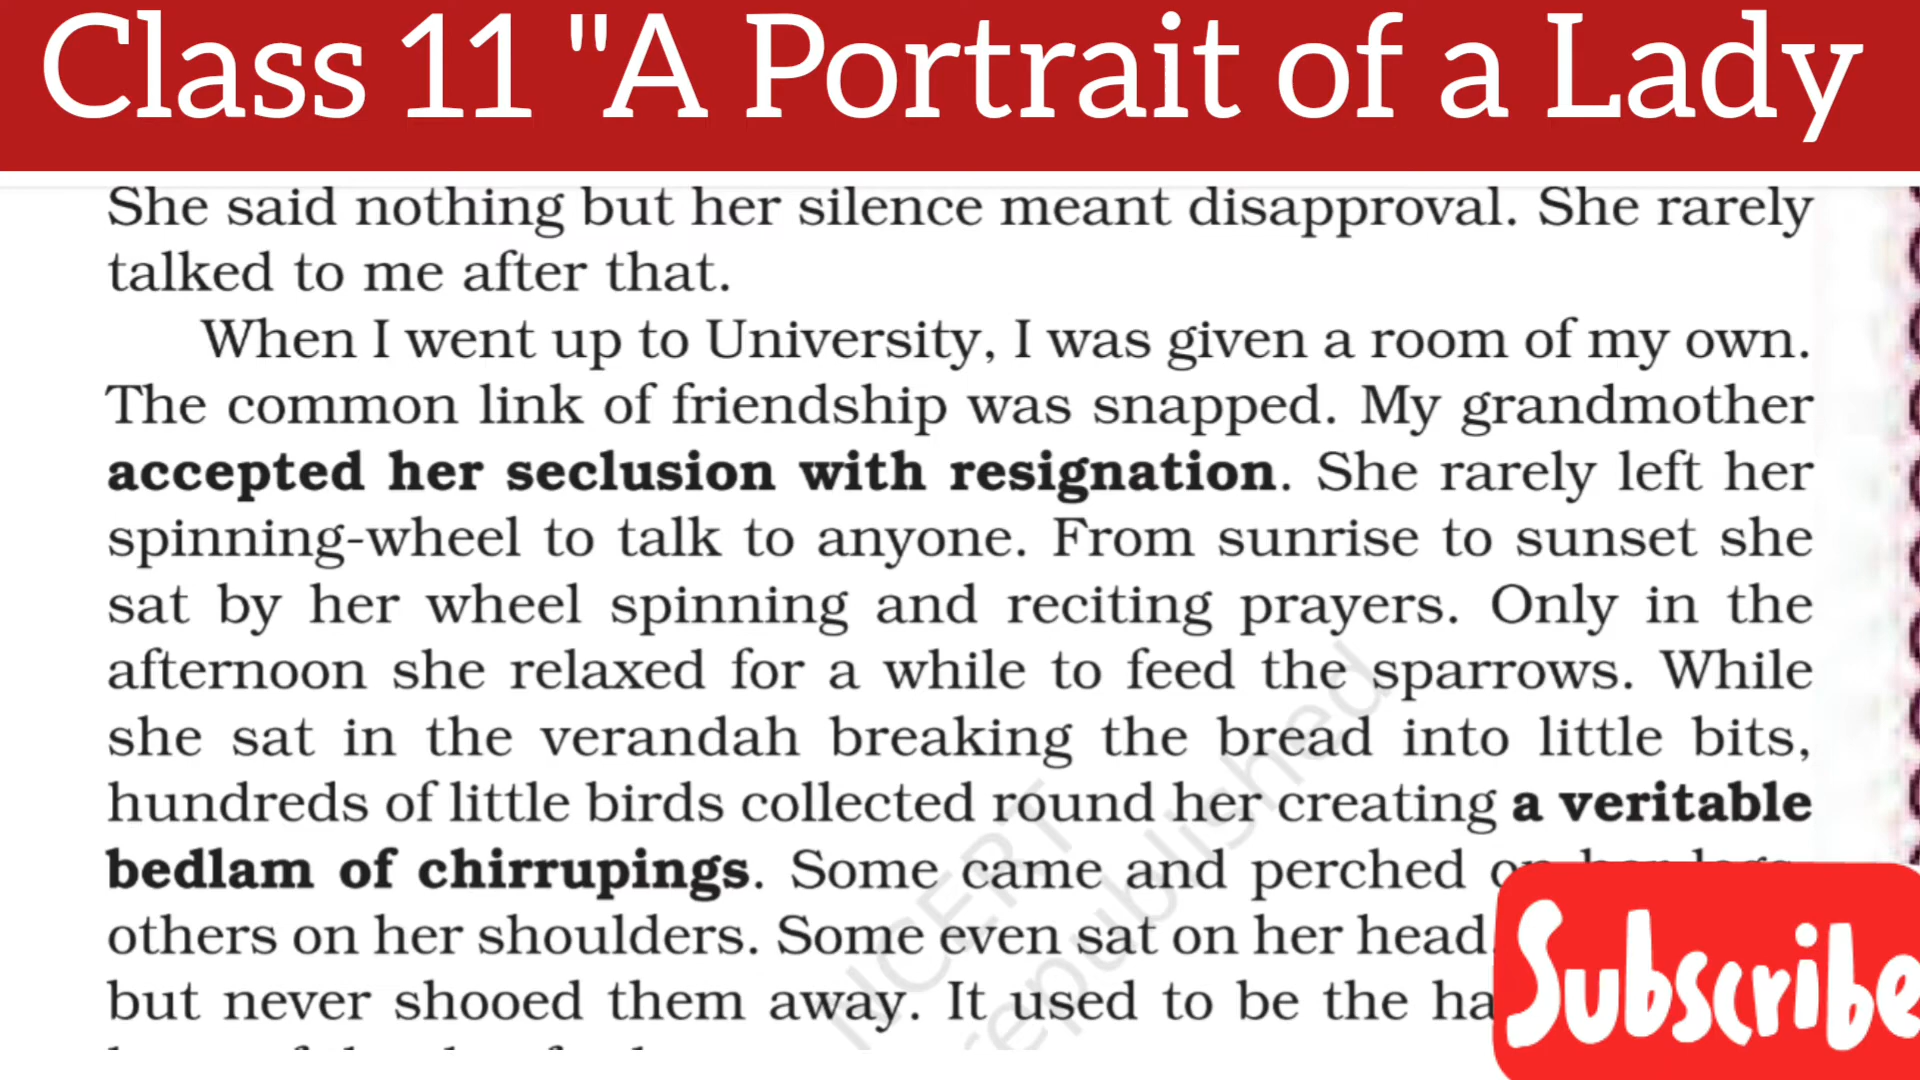 Class 11 "A Portrait of a Lady
She said nothing but her silence meant disapproval. She rarely
talked to me after that.
When I went up to University, I was given a room of my own.
The common link of friendship was snapped. My grandmother
accepted her seclusion with resignation. She rarely left her
spinning-wheel to talk to anyone. From sunrise to sunset she
sat by her wheel spinning and reciting prayers. Only in the
afternoon she relaxed for a while to feed the sparrows. While
she sat in the verandah breaking the bread into little bits,
hundreds of little birds collected round her creating a veritable
bedlam of chirrupings. Some came and perched on her legs,
others on her shoulders. Some even sat on her head.
but never shooed them away. It used to be the
NCERT
republished
Subscribe